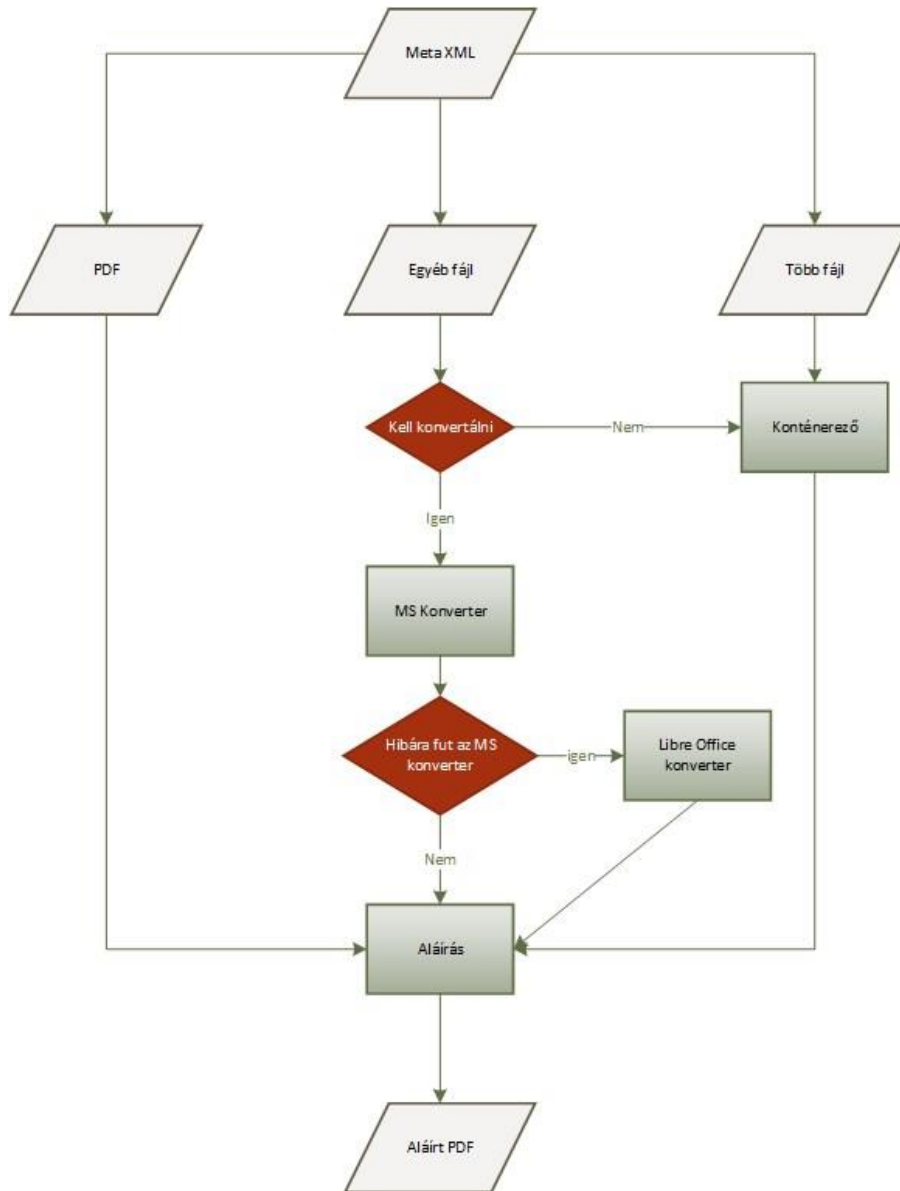 Meta XML
PDF
Egyéb fájl
Több fájl
Kell konvertálni
Nem
Konténerező
Igen
MS Konverter
Hibára fut az MS
konverter
igen
Libre Office
konverter
Nem
Aláírás
Aláírt PDF